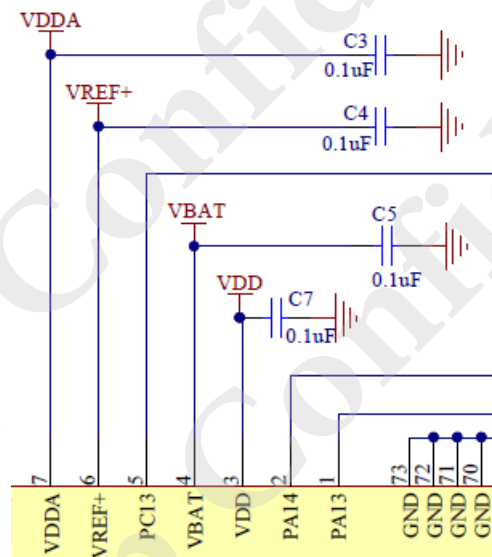 VDDA
C3
0.1uF
VREF+
C4
0.1uF
VBAT
C5
0.1uF
VDD
C7
0.1uF
7
6
5
4
3
2
1
73
72
71
70
VDDA
VREF+
PC13
VBAT
VDD
PA14
PA13
GND
GND
GND
GND